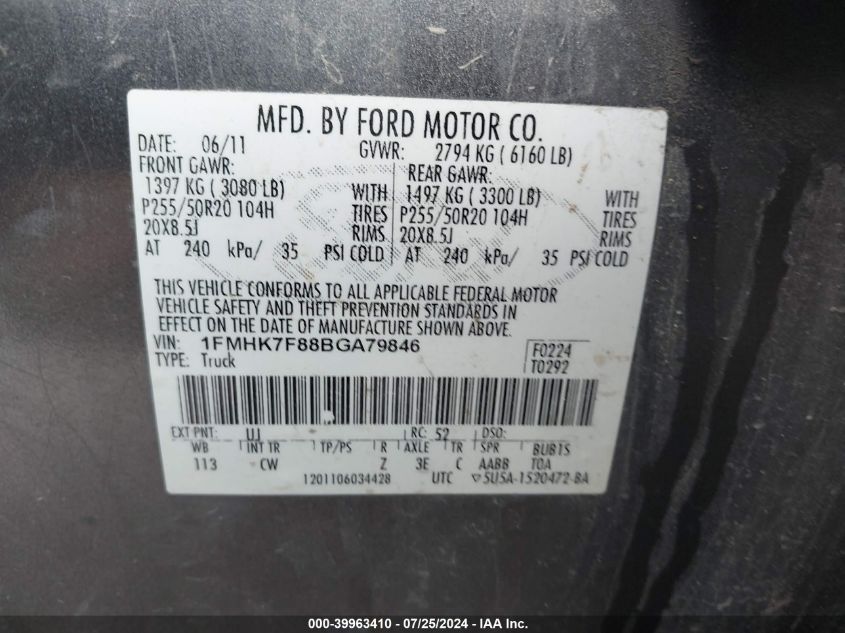 MFD. BY FORD MOTOR CO.
DATE: 06/11 GVWR: 2794 KG ( 6160 LB)
FRONT GAWR: REAR GAWR:
1397 KG ( 3080 LB) WITH 1497 KG ( 3300 LB) WITH
P255/50R20 104H TIRES P255/50R20 104H TIRES
20X8.5J RIMS 20X8.5J RIMS
AT 240 kPa/ 35 PSI COLD AT 240 kPa/ 35 PSI COLD
THIS VEHICLE CONFORMS TO ALL APPLICABLE FEDERAL MOTOR
VEHICLE SAFETY AND THEFT PREVENTION STANDARDS IN
EFFECT ON THE DATE OF MANUFACTURE SHOWN ABOVE.
VIN: 1FMHK7F88BGA79846 F0224
TYPE: Truck T0292
EXT PNT: UJ RC: 52 DSO:
WB INT TR TP/PS R AXLE TR SPR BUBTS
113 CW Z 3E C AABB TOA
1201106034428 UTC ▽5U5A-1520472-BA
000-39963410 / 07/25/2024 - IAA Inc.